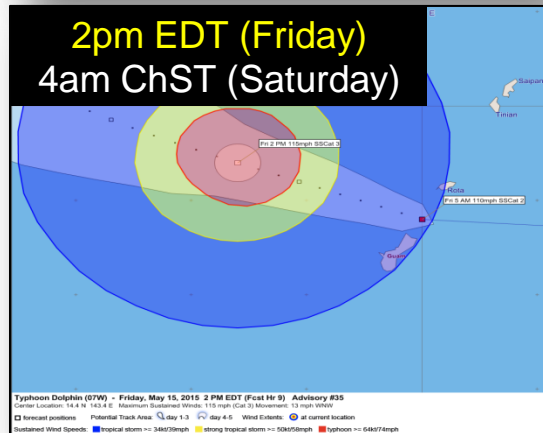 2pm EDT (Friday)
4am ChST (Saturday)
E
Saipan
Tinian
Fri 2 PM 115mph SSCat 3
Rota
Fri 5 AM 110mph SSCat 2
Guam
Typhoon Dolphin (07W) - Friday, May 15, 2015 2 PM EDT (Fcst Hr 9) Advisory #35
Center Location: 14.4 N 143.4 E Maximum Sustained Winds: 115 mph (Cat 3) Movement: 13 mph WNW
forecast positions Potential Track Area: day 1-3 day 4-5 Wind Extents: at current location
Sustained Wind Speeds: tropical storm >= 34kt/39mph strong tropical storm >= 50kt/58mph typhoon >= 64kt/74mph